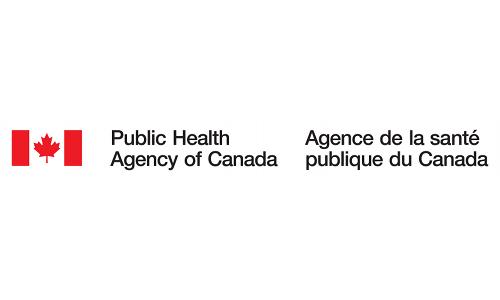 Public Health
Agency of Canada
Agence de la santé
publique du Canada